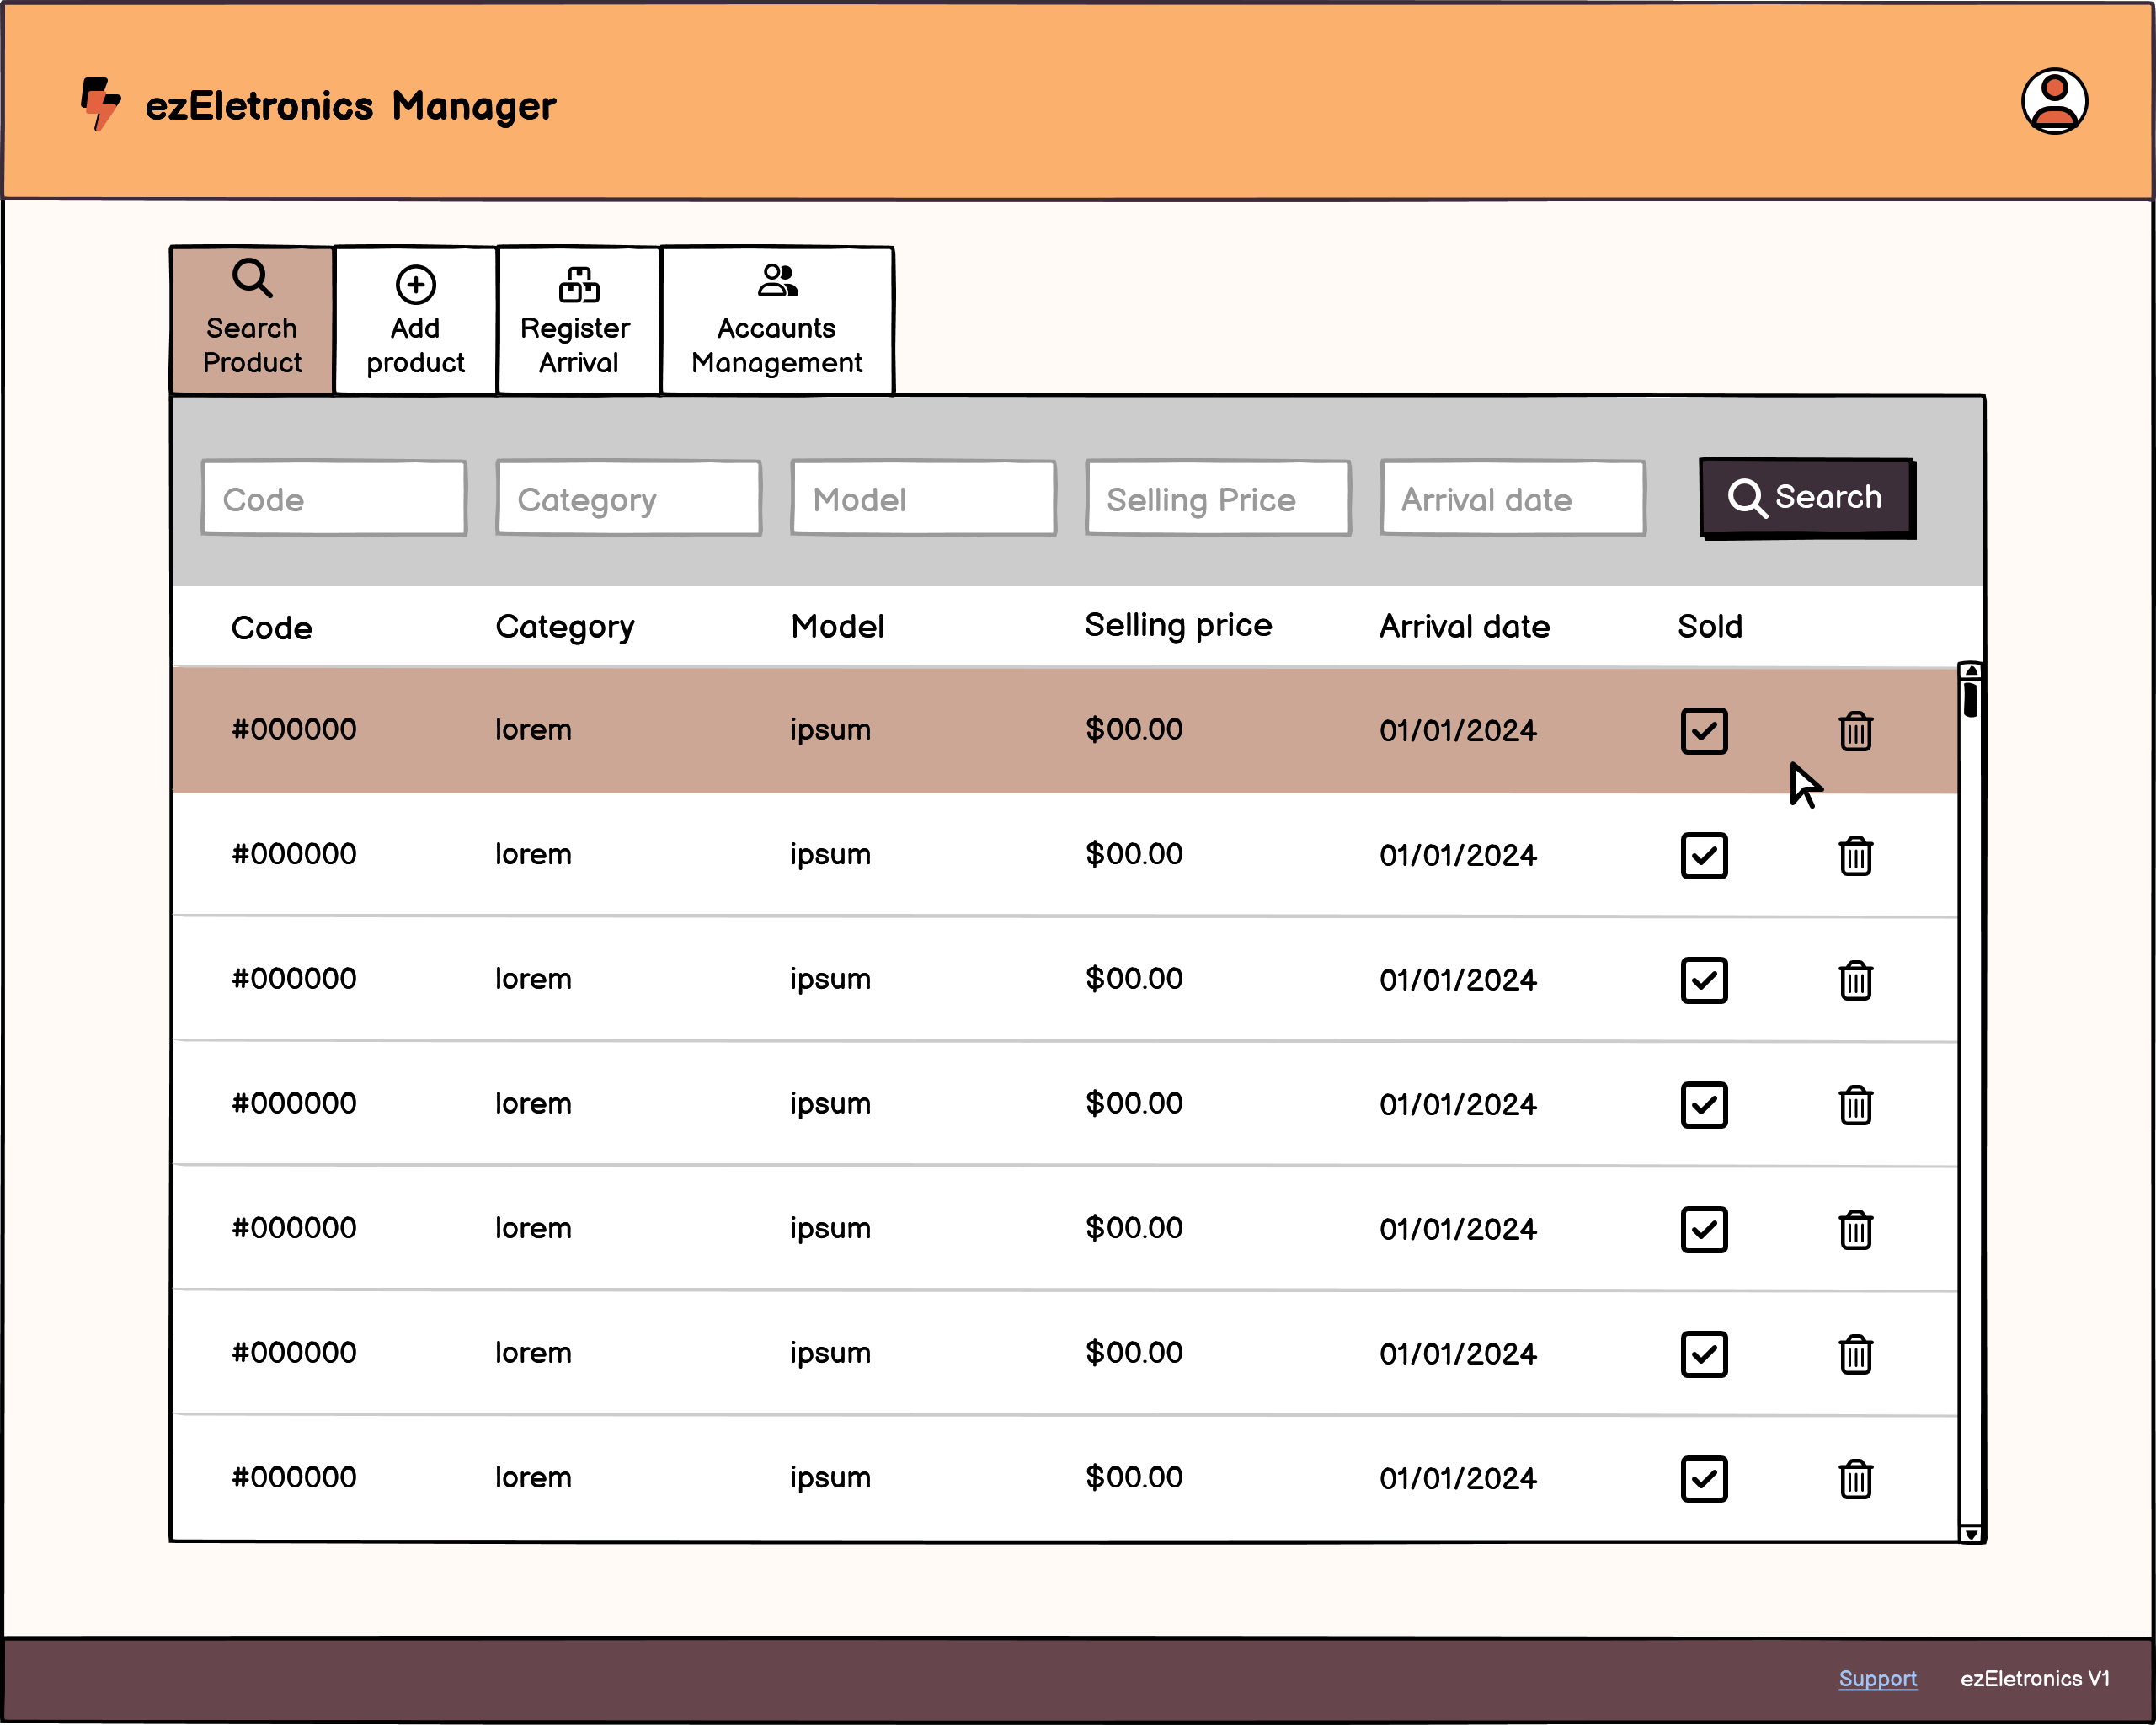 ezEletronics Manager
Search
Product
Add
product
Register
Arrival
Accaunts
Management
Code Category Model Selling Price Arrival date Search
Code Category Model Selling price Arrival date Sold
#000000 lorem ipsum $00.00 01/01/2024
#000000 lorem ipsum $00.00 01/01/2024
#000000 lorem ipsum $00.00 01/01/2024
#000000 lorem ipsum $00.00 01/01/2024
#000000 lorem ipsum $00.00 01/01/2024
#000000 lorem ipsum $00.00 01/01/2024
#000000 lorem ipsum $00.00 01/01/2024
Support ezEletronics V1